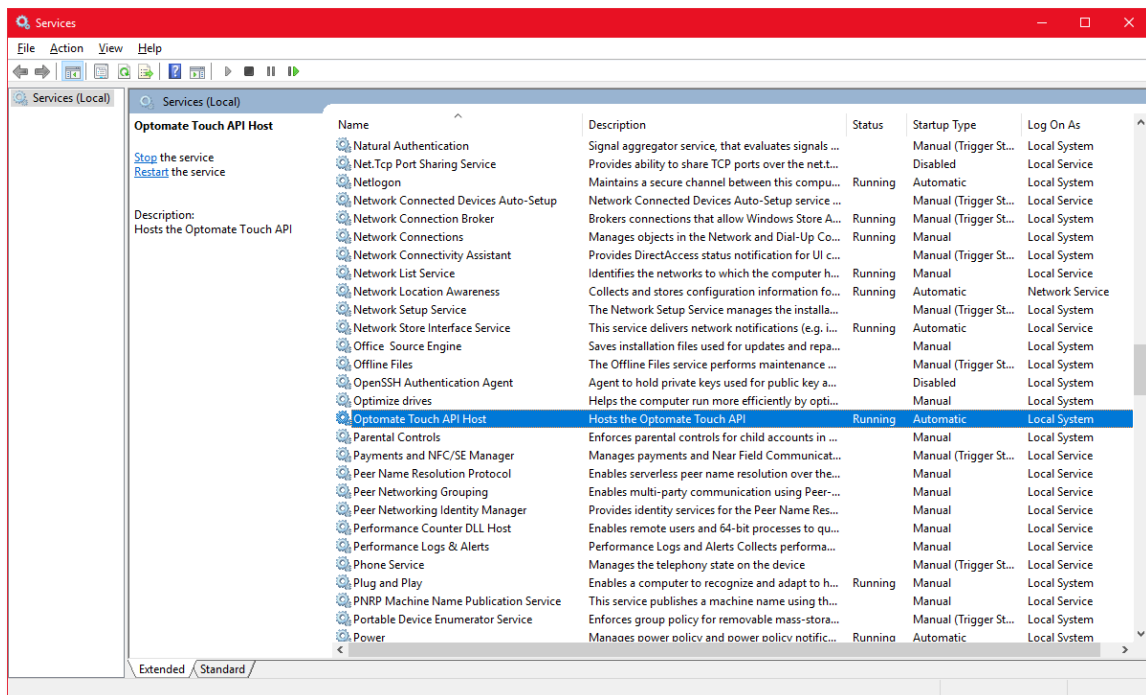 Services
File Action View Help
Services (Local)
Services (Local)
Optomate Touch API Host
Stop the service
Restart the service
Description:
Hosts the Optomate Touch API
Name Description Status Startup Type Log On As
Natural Authentication Signal aggregator service, that evaluates signals ... Manual (Trigger St... Local System
Net.Tcp Port Sharing Service Provides ability to share TCP ports over the net.t... Disabled Local Service
Netlogon Maintains a secure channel between this compu... Running Automatic Local System
Network Connected Devices Auto-Setup Network Connected Devices Auto-Setup service ... Manual (Trigger St... Local Service
Network Connection Broker Brokers connections that allow Windows Store A... Running Manual (Trigger St... Local System
Network Connections Manages objects in the Network and Dial-Up Co... Running Manual Local System
Network Connectivity Assistant Provides DirectAccess status notification for UI c... Manual (Trigger St... Local System
Network List Service Identifies the networks to which the computer h... Running Manual Local Service
Network Location Awareness Collects and stores configuration information fo... Running Automatic Network Service
Network Setup Service The Network Setup Service manages the installa... Manual (Trigger St... Local System
Network Store Interface Service This service delivers network notifications (e.g. i... Running Automatic Local Service
Office Source Engine Saves installation files used for updates and repa... Manual Local System
Offline Files The Offline Files service performs maintenance ... Manual (Trigger St... Local System
OpenSSH Authentication Agent Agent to hold private keys used for public key a... Disabled Local System
Optimize drives Helps the computer run more efficiently by opti... Manual Local System
Optomate Touch API Host Hosts the Optomate Touch API Running Automatic Local System
Parental Controls Enforces parental controls for child accounts in ... Manual Local System
Payments and NFC/SE Manager Manages payments and Near Field Communicat... Manual (Trigger St... Local Service
Peer Name Resolution Protocol Enables serverless peer name resolution over the... Manual Local Service
Peer Networking Grouping Enables multi-party communication using Peer-... Manual Local Service
Peer Networking Identity Manager Provides identity services for the Peer Name Res... Manual Local Service
Performance Counter DLL Host Enables remote users and 64-bit processes to qu... Manual Local Service
Performance Logs & Alerts Performance Logs and Alerts Collects performa... Manual Local Service
Phone Service Manages the telephony state on the device Manual (Trigger St... Local Service
Plug and Play Enables a computer to recognize and adapt to h... Running Manual Local System
PNRP Machine Name Publication Service This service publishes a machine name using th... Manual Local Service
Portable Device Enumerator Service Enforces group policy for removable mass-stora... Manual (Trigger St... Local System
Power Manages power policy and power policy notific... Running Automatic Local System
Extended Standard